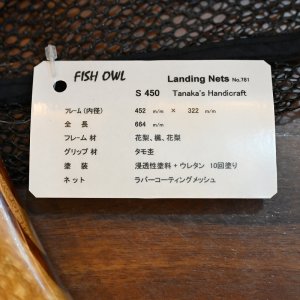 FISH OWL
Landing Nets No.781
S 450 Tanaka's Handicraft
フレーム(内径) 452 m/m × 322 m/m
全長 664 m/m
フレーム材 花梨、楓、花梨
グリップ材 タモ杢
塗装 浸透性塗料+ウレタン 10回塗り
ネット ラバーコーティングメッシュ